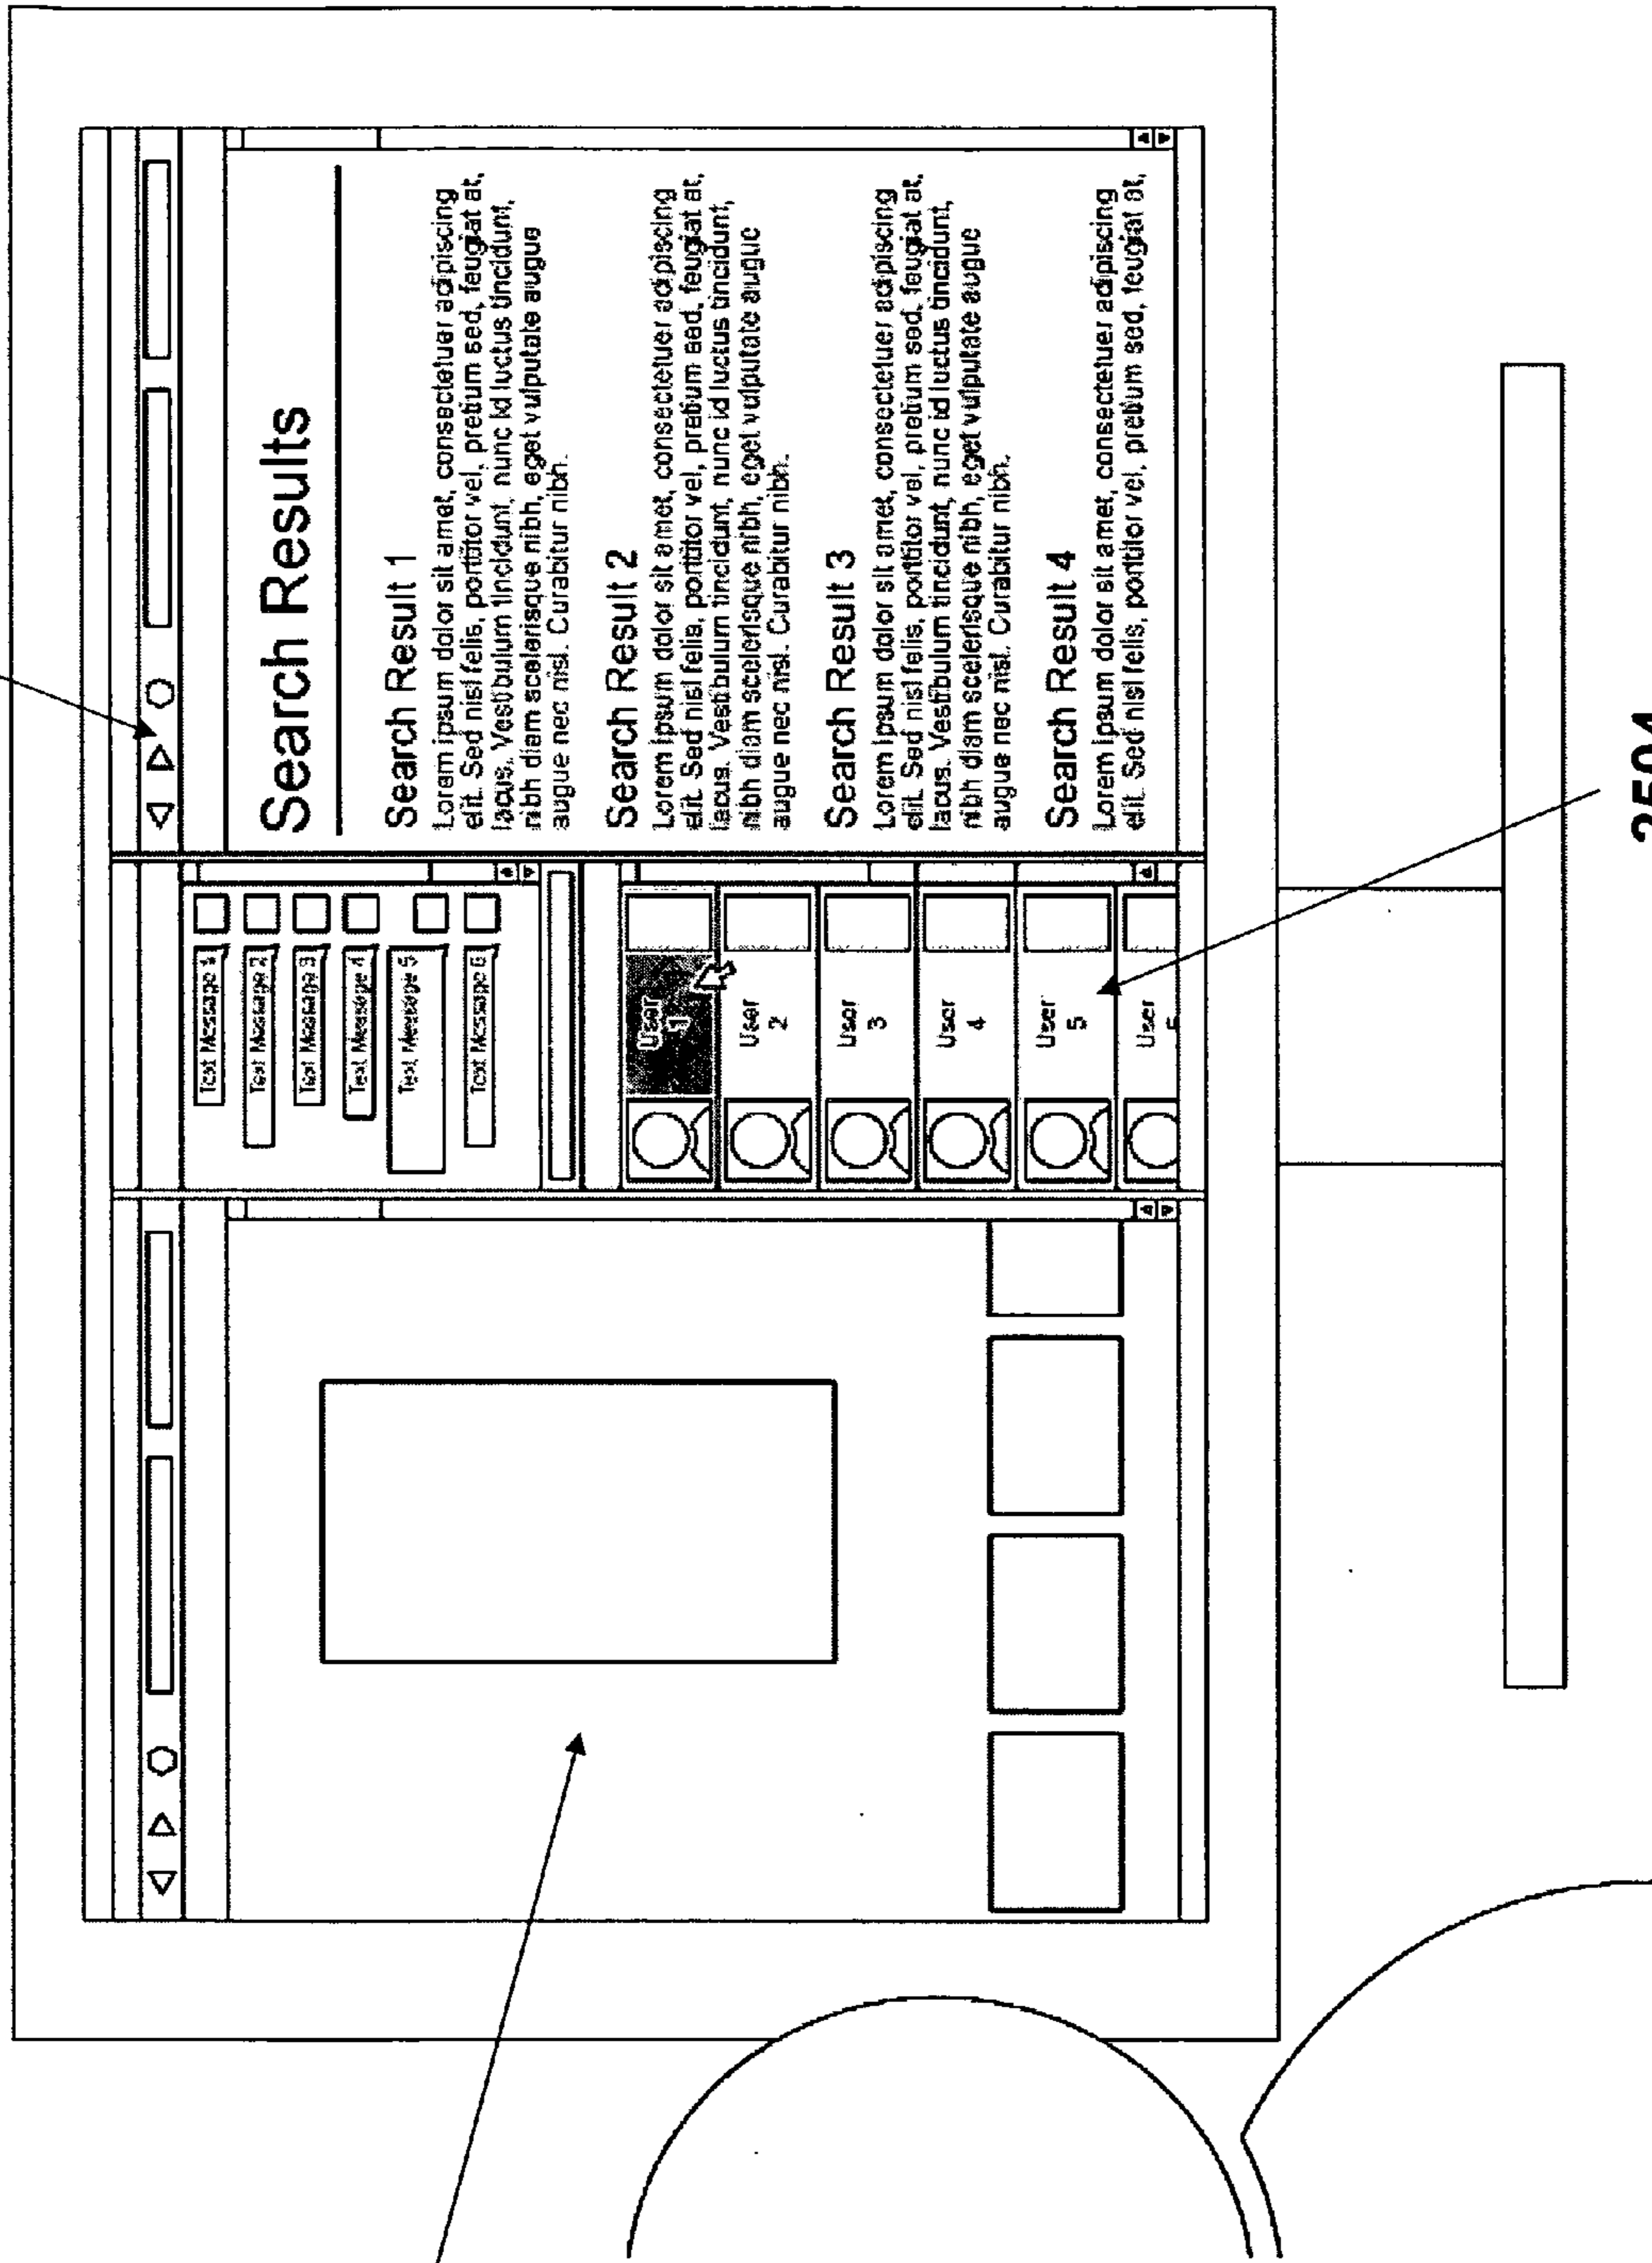 Text Message 1
Text Message 2
Text Message 3
Text Message 4
Text Message 5
Text Message 6
User
1
User
2
User
3
User
4
User
5
User
Search Results
Search Result 1
Lorem ipsum dolor sit amet, consectetuer adipiscing
elit. Sed nisl felis, porttitor vel, pretium sed, feugiat at,
lacus. Vestibulum tincidunt, nunc id luctus tincidunt,
nibh diam scelerisque nibh, eget vulputate augue
augue nec nisl. Curabitur nibh.
Search Result 2
Lorem ipsum dolor sit amet, consectetuer adipiscing
elit. Sed nisl felis, porttitor vel, pretium sed, feugiat at,
lacus. Vestibulum tincidunt, nunc id luctus tincidunt,
nibh diam scelerisque nibh, eget vulputate augue
augue nec nisl. Curabitur nibh.
Search Result 3
Lorem ipsum dolor sit amet, consectetuer adipiscing
elit. Sed nisl felis, porttitor vel, pretium sed, feugiat at,
lacus. Vestibulum tincidunt, nunc id luctus tincidunt,
nibh diam scelerisque nibh, eget vulputate augue
augue nec nisl. Curabitur nibh.
Search Result 4
Lorem ipsum dolor sit amet, consectetuer adipiscing
elit. Sed nisl felis, porttitor vel, pretium sed, feugiat at,